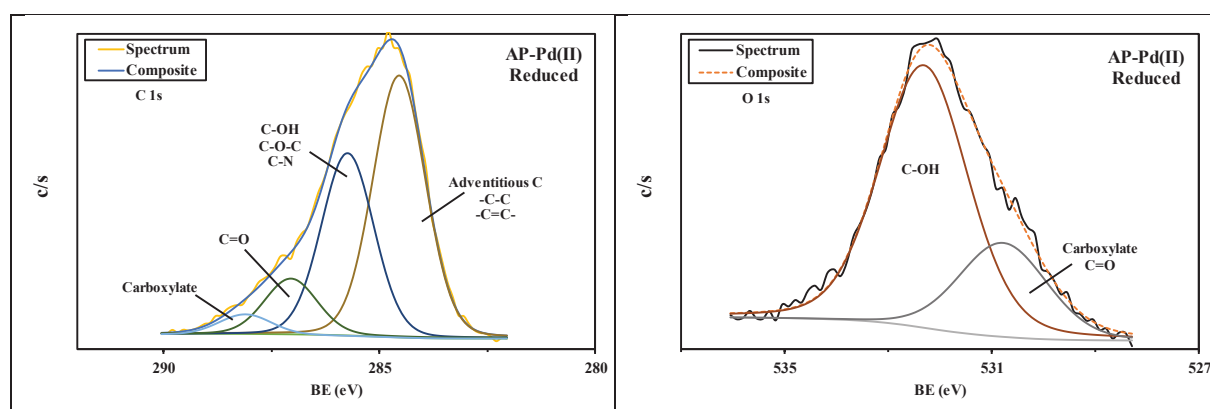 Spectrum
Composite
C 1s
AP-Pd(II)
Reduced
C-OH
C-O-C
C-N
Adventitious C
-C-C
-C=C-
C=O
Carboxylate
c/s
290
285
280
BE (eV)
Spectrum
Composite
O 1s
AP-Pd(II)
Reduced
C-OH
Carboxylate
C=O
c/s
535
531
527
BE (eV)